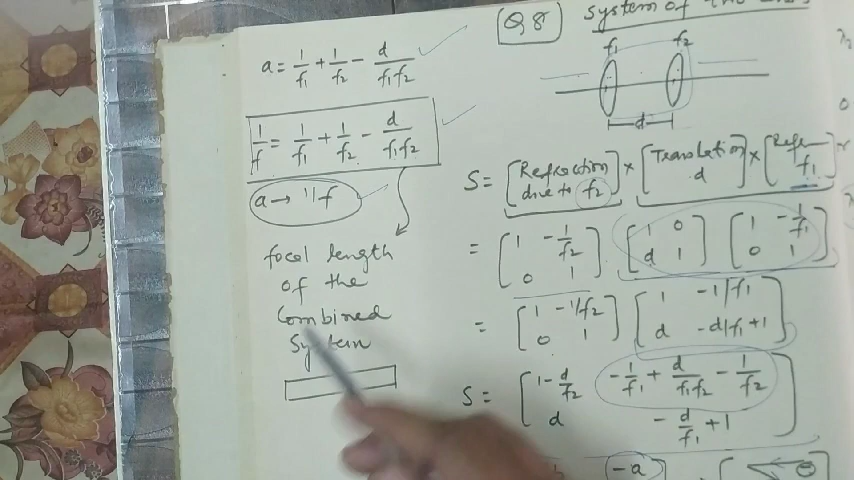 a = 1/f1 + 1/f2 - d/f1f2
1/f = 1/f1 + 1/f2 - d/f1f2
a → 1/f
focal length
of the
Combined
System
Q8 System of
f1 f2
d
S = [Refraction due to f2] × [Translation d] × [f1]
= [1 -1/f2; 0 1] [1 0; d 1] [1 -1/f1; 0 1]
= [1 -1/f2; 0 1] [1 -1/f1; d -d/f1+1]
S = [1-d/f2 -1/f1 + d/f1f2 - 1/f2; d -d/f1 + 1]
b -a